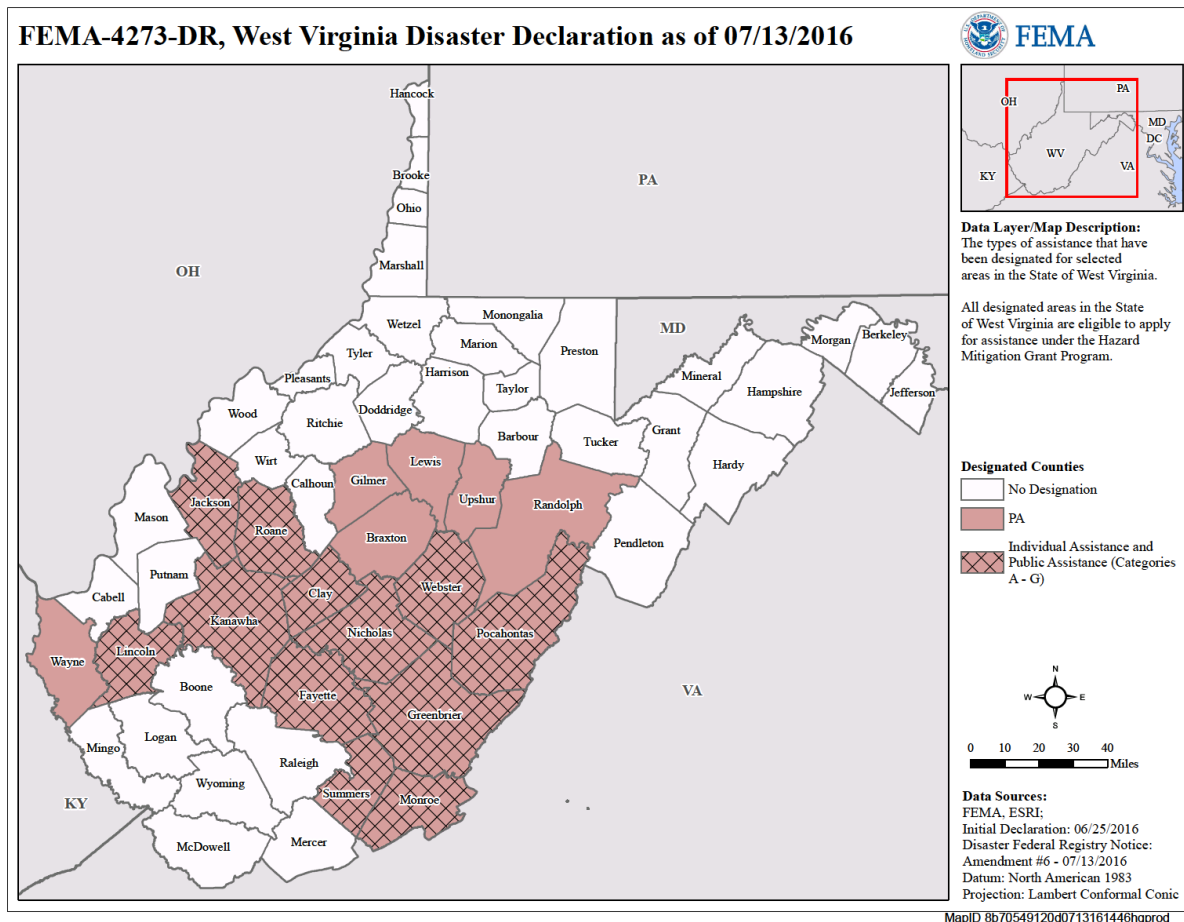 FEMA-4273-DR, West Virginia Disaster Declaration as of 07/13/2016
U.S. DEPARTMENT OF HOMELAND SECURITY
FEMA
Hancock
Brooke
Ohio
Marshall
PA
OH
Wetzel
Monongalia
Marion
Preston
MD
Tyler
Pleasants
Harrison
Taylor
Doddridge
Wood
Ritchie
Wirt
Barbour
Tucker
Mineral
Grant
Hampshire
Hardy
Morgan
Berkeley
Jefferson
Calhoun
Gilmer
Lewis
Upshur
Randolph
Braxton
Pendleton
Jackson
Roane
Mason
Putnam
Cabell
Clay
Webster
Kanawha
Nicholas
Pocahontas
Wayne
Lincoln
Boone
Fayette
Greenbrier
VA
Mingo
Logan
Raleigh
Wyoming
Summers
Monroe
KY
McDowell
Mercer
OH
PA
MD
DC
WV
VA
KY
Data Layer/Map Description:
The types of assistance that have
been designated for selected
areas in the State of West Virginia.
All designated areas in the State
of West Virginia are eligible to apply
for assistance under the Hazard
Mitigation Grant Program.
Designated Counties
No Designation
PA
Individual Assistance and
Public Assistance (Categories
A - G)
N
W E
S
0 10 20 30 40
Miles
Data Sources:
FEMA, ESRI;
Initial Declaration: 06/25/2016
Disaster Federal Registry Notice:
Amendment #6 - 07/13/2016
Datum: North American 1983
Projection: Lambert Conformal Conic
MapID 8b70549120d0713161446hqprod